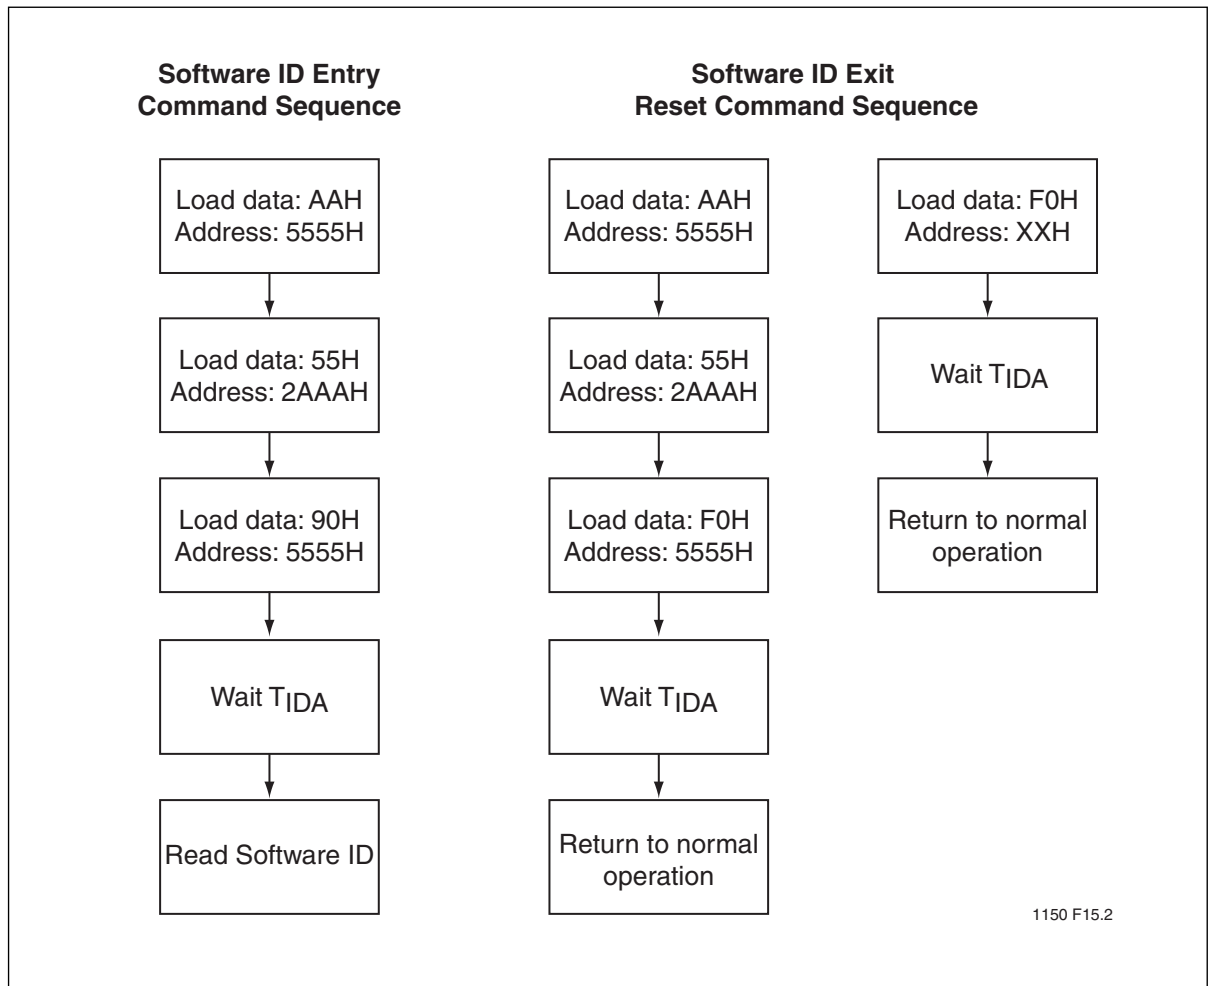 Software ID Entry
Command Sequence
Load data: AAH
Address: 5555H
Load data: 55H
Address: 2AAAH
Load data: 90H
Address: 5555H
Wait TIDA
Read Software ID
Software ID Exit
Reset Command Sequence
Load data: AAH
Address: 5555H
Load data: 55H
Address: 2AAAH
Load data: F0H
Address: 5555H
Wait TIDA
Return to normal
operation
Load data: F0H
Address: XXH
Wait TIDA
Return to normal
operation
1150 F15.2